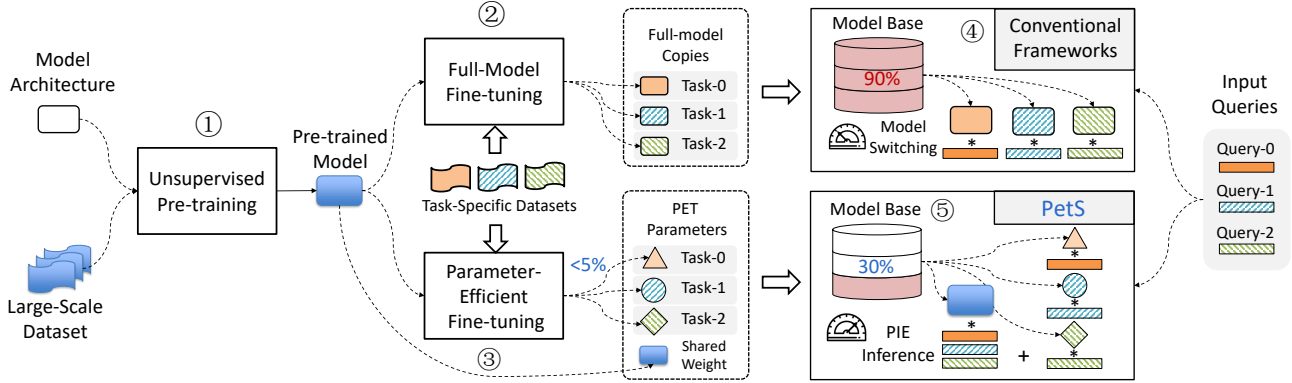 Model
Architecture
Large-Scale
Dataset
①
Unsupervised
Pre-training
Pre-trained
Model
②
Full-Model
Fine-tuning
Task-Specific Datasets
Parameter-
Efficient
Fine-tuning
③
<5%
Full-model
Copies
Task-0
Task-1
Task-2
PET
Parameters
Task-0
Task-1
Task-2
Shared
Weight
Model Base
④
Conventional
Frameworks
90%
Model
Switching
*
*
*
Model Base
⑤
PetS
30%
PIE
Inference
*
+
*
*
*
Input
Queries
Query-0
Query-1
Query-2